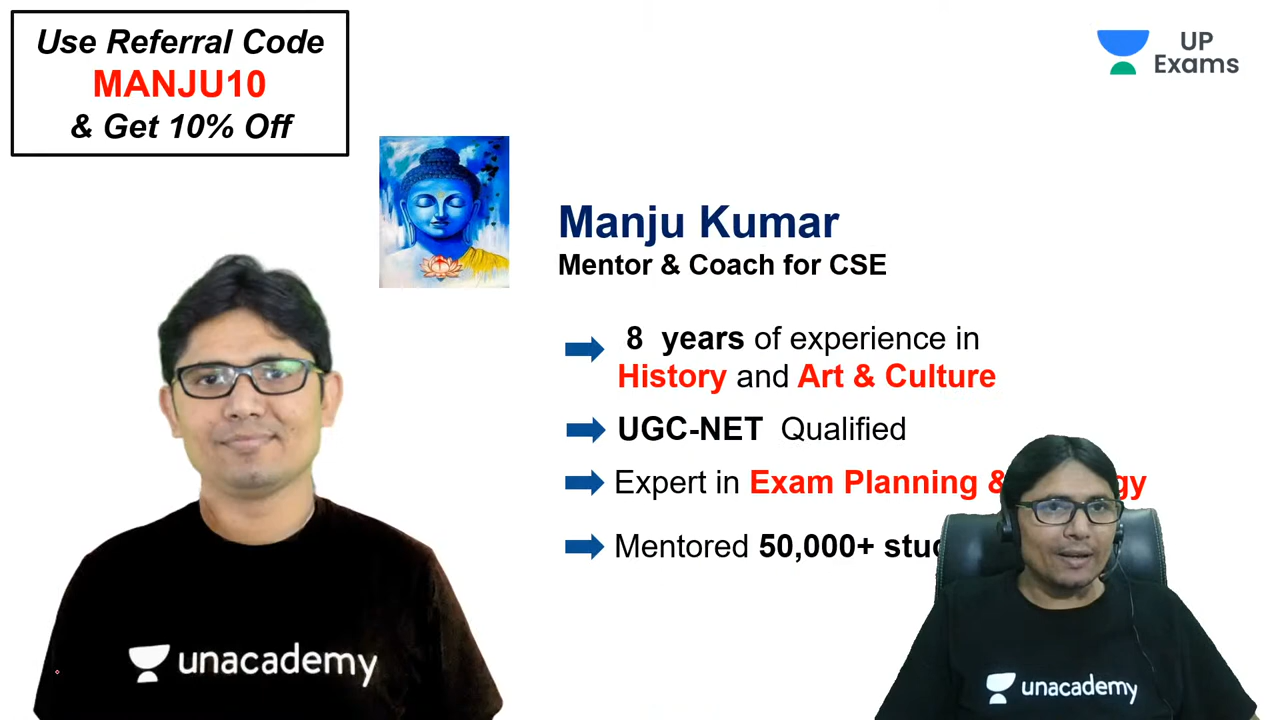 Use Referral Code
MANJU10
& Get 10% Off
UP
Exams
Manju Kumar
Mentor & Coach for CSE
8 years of experience in
History and Art & Culture
UGC-NET Qualified
Expert in Exam Planning &
Mentored 50,000+
unacademy
unacademy